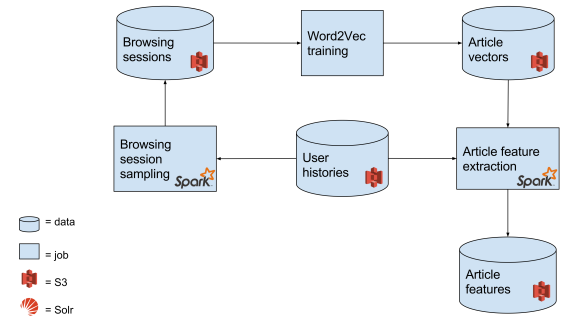 Browsing
sessions
Word2Vec
training
Article
vectors
Browsing
session
sampling
Spark
User
histories
Article feature
extraction
Spark
Article
features
= data
= job
= S3
= Solr